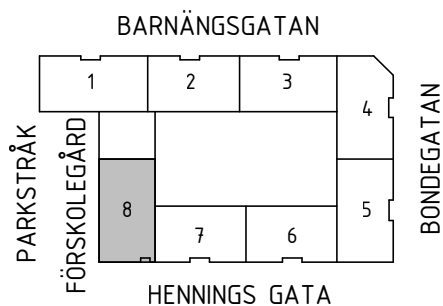 BARNÄNGSGATAN
1
2
3
4
PARKSTRÅK
FÖRSKOLEGÅRD
BONDEGATAN
8
5
7
6
HENNINGS GATA